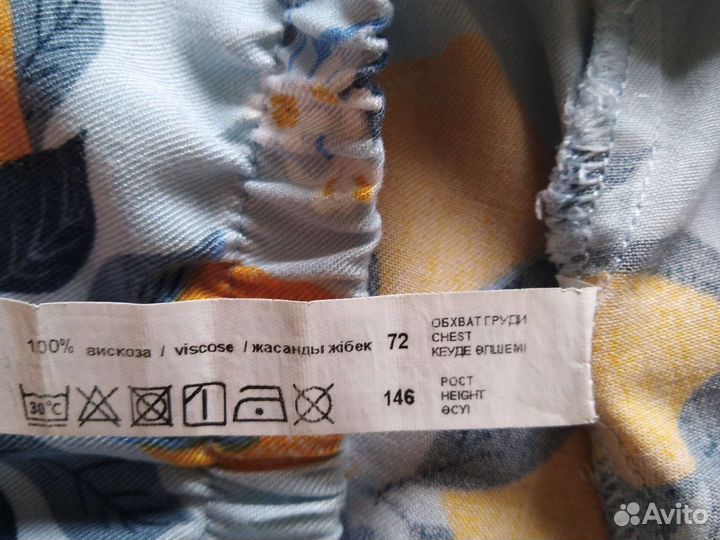 100% вискоза / viscose / жасанды жібек
72 ОБХВАТ ГРУДИ
CHEST
КЕУДЕ ӨЛШЕМІ
30°C
146 РОСТ
HEIGHT
ӨСУІ
Avito